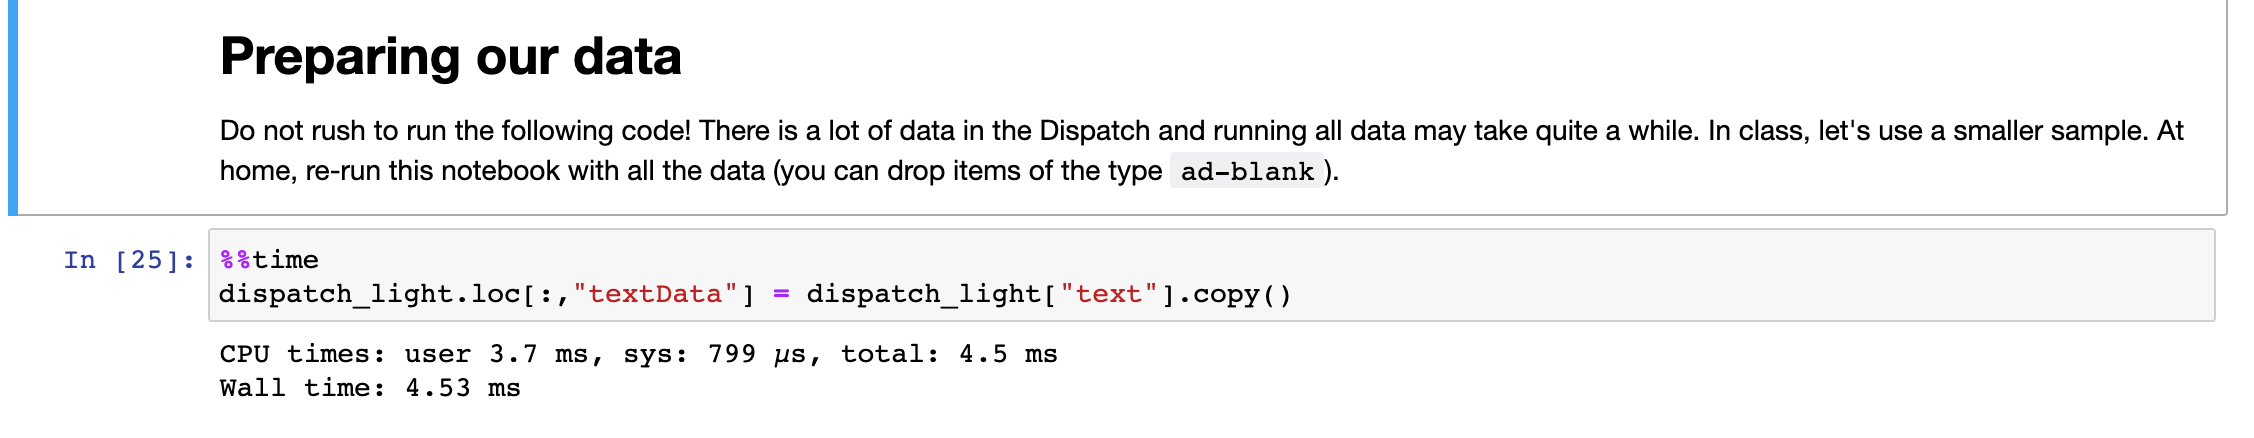 Preparing our data
Do not rush to run the following code! There is a lot of data in the Dispatch and running all data may take quite a while. In class, let's use a smaller sample. At
home, re-run this notebook with all the data (you can drop items of the type ad-blank ).
In [25]: %%time
dispatch_light.loc[:,"textData"] = dispatch_light["text"].copy()
CPU times: user 3.7 ms, sys: 799 µs, total: 4.5 ms
Wall time: 4.53 ms